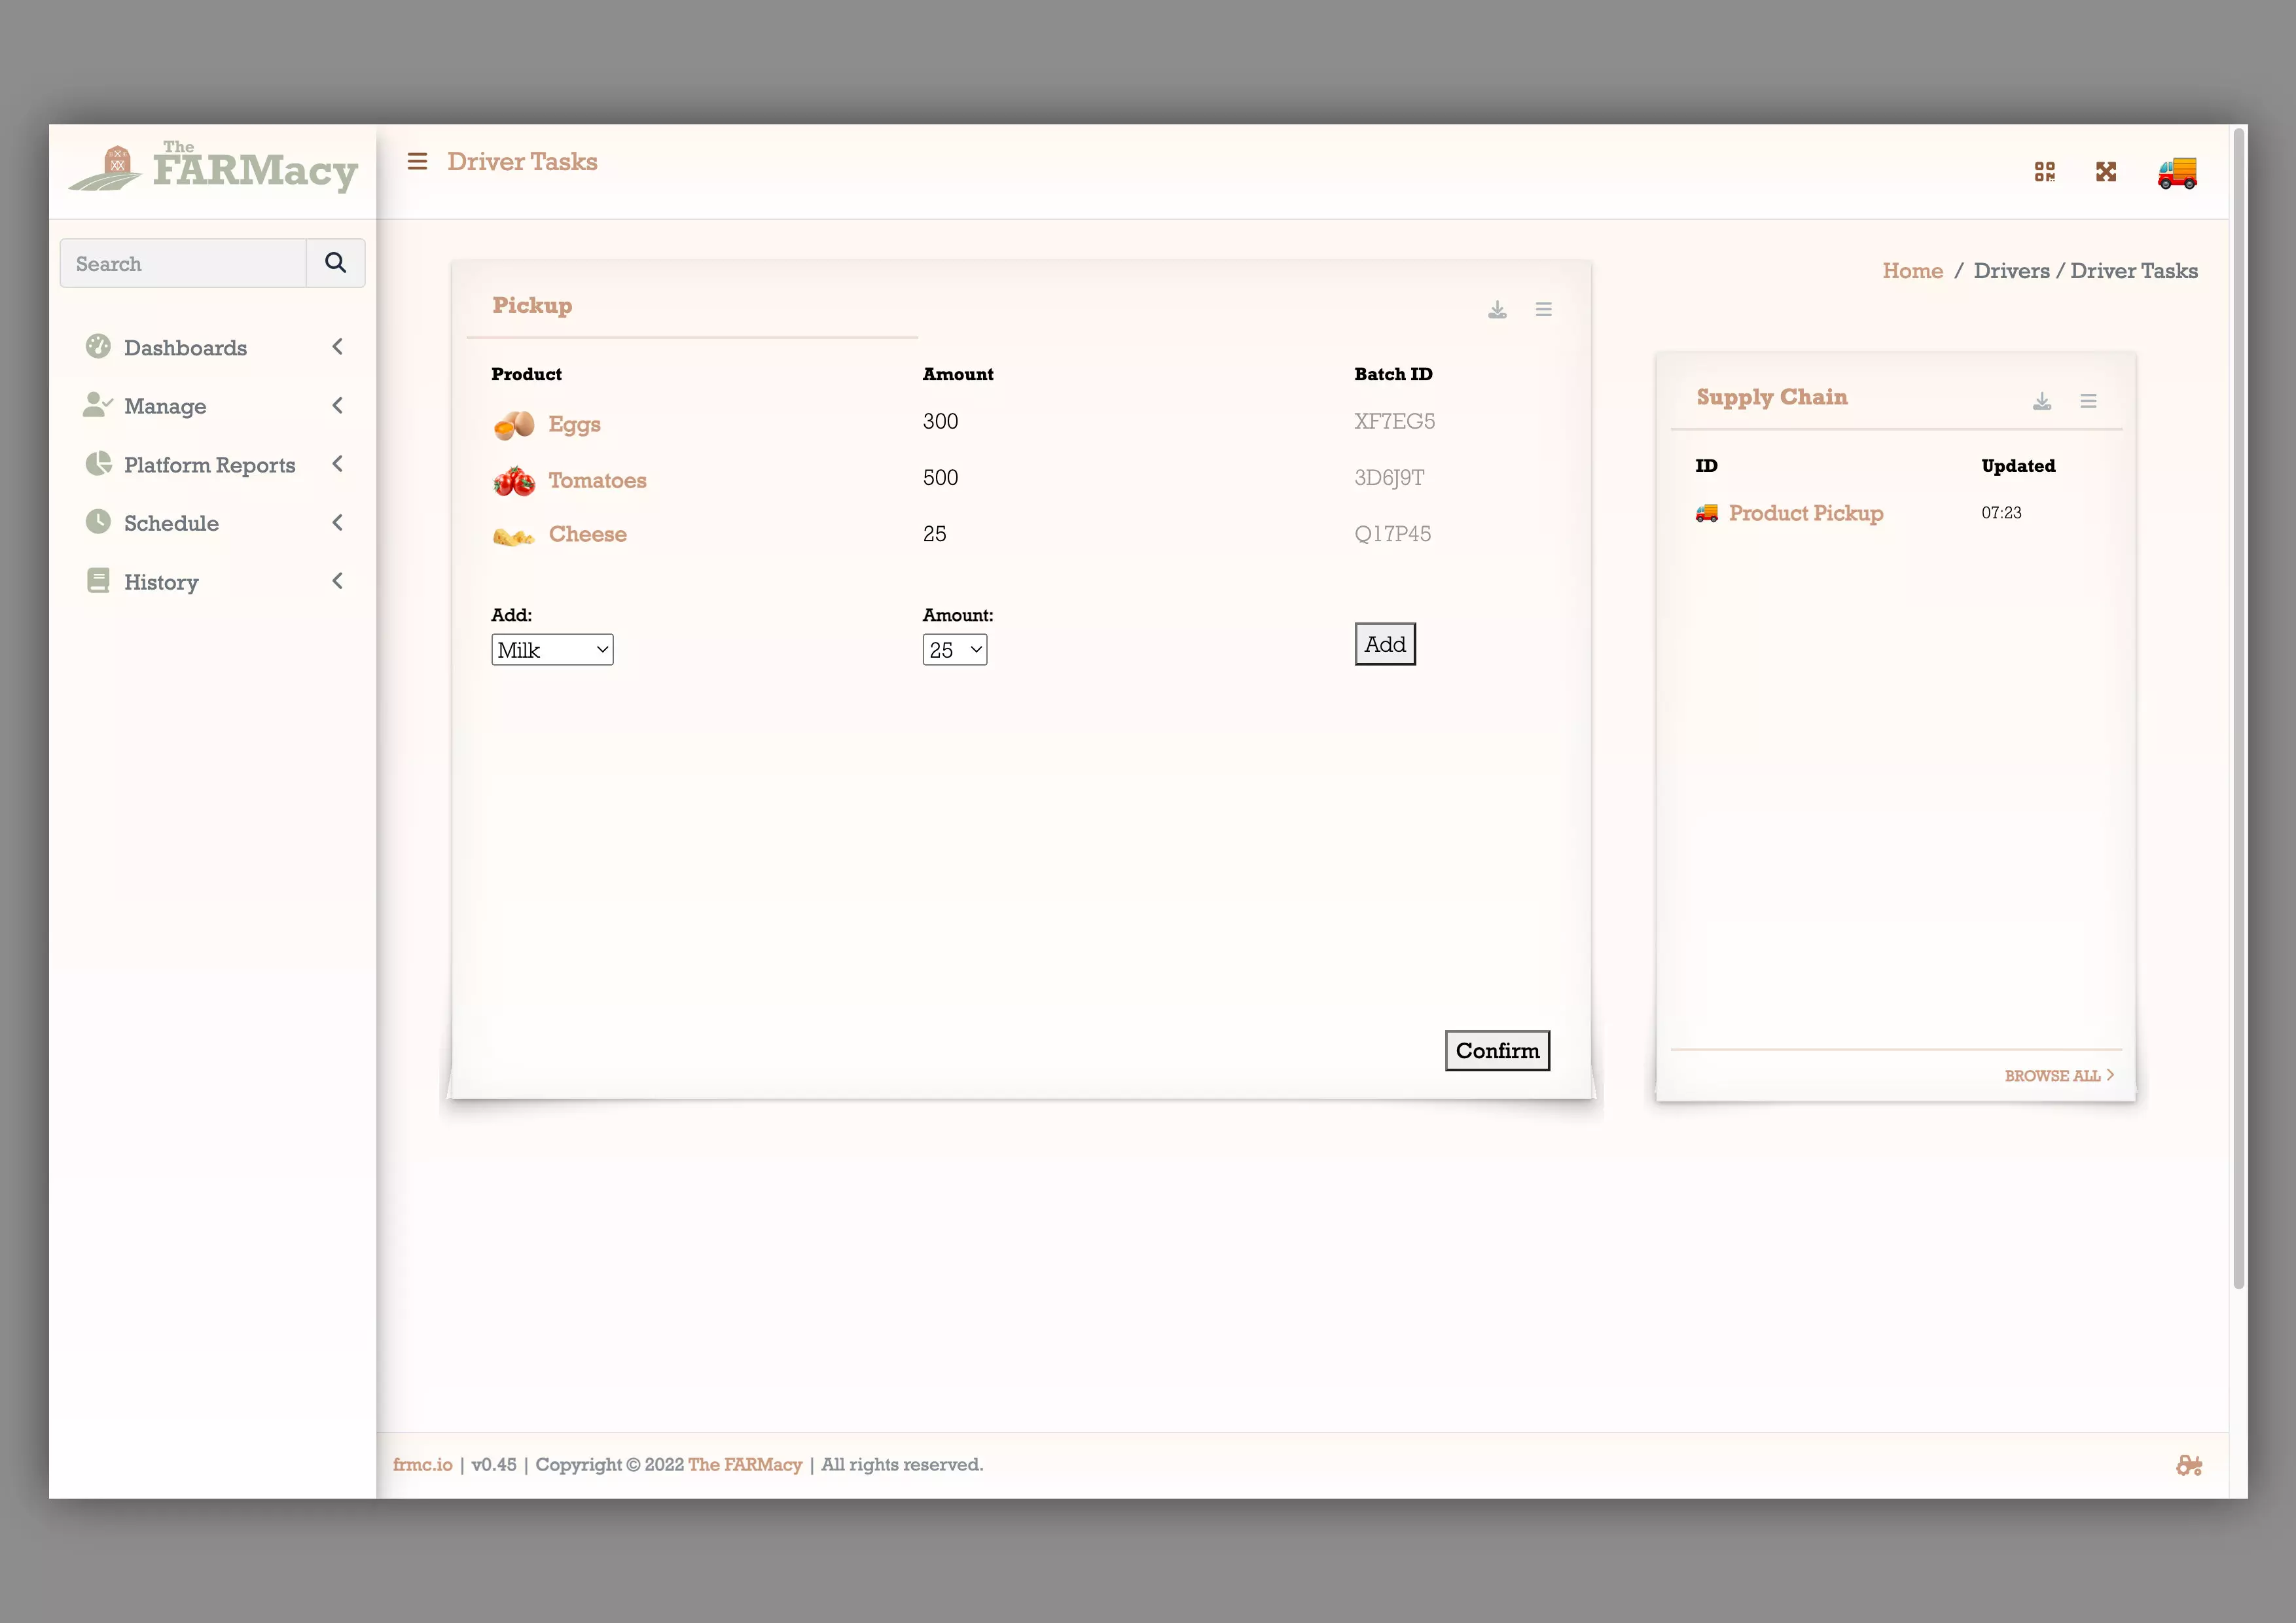 The
FARMacy
Driver Tasks
Search
Dashboards
Manage
Platform Reports
Schedule
History
Home / Drivers / Driver Tasks
Pickup
Product Amount Batch ID
Eggs 300 XF7EG5
Tomatoes 500 3D6J9T
Cheese 25 Q17P45
Add: Amount:
Milk 25 Add
Confirm
Supply Chain
ID Updated
Product Pickup 07:23
BROWSE ALL
frmc.io | v0.45 | Copyright © 2022 The FARMacy | All rights reserved.